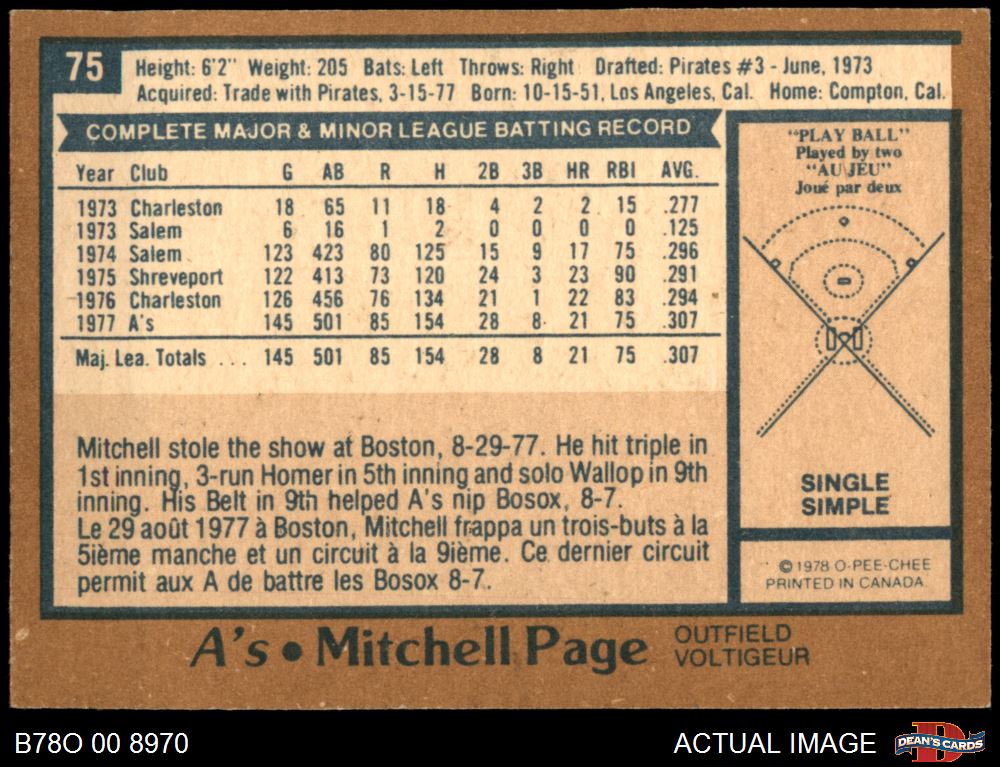 75
Height: 6'2" Weight: 205 Bats: Left Throws: Right Drafted: Pirates #3 - June, 1973
Acquired: Trade with Pirates, 3-15-77 Born: 10-15-51, Los Angeles, Cal. Home: Compton, Cal.
COMPLETE MAJOR & MINOR LEAGUE BATTING RECORD
Year Club G AB R H 2B 3B HR RBI AVG.
1973 Charleston 18 65 11 18 4 2 2 15 .277
1973 Salem 6 16 1 2 0 0 0 0 .125
1974 Salem 123 423 80 125 15 9 17 75 .296
1975 Shreveport 122 413 73 120 24 3 23 90 .291
1976 Charleston 126 456 76 134 21 1 22 83 .294
1977 A's 145 501 85 154 28 8 21 75 .307
Maj. Lea. Totals ... 145 501 85 154 28 8 21 75 .307
Mitchell stole the show at Boston, 8-29-77. He hit triple in
1st inning, 3-run Homer in 5th inning and solo Wallop in 9th
inning. His Belt in 9th helped A's nip Bosox, 8-7.
Le 29 août 1977 à Boston, Mitchell frappa un trois-buts à la
5ième manche et un circuit à la 9ième. Ce dernier circuit
permit aux A de battre les Bosox 8-7.
"PLAY BALL"
Played by two
"AU JEU"
Joué par deux
SINGLE
SIMPLE
© 1978 O-PEE-CHEE
PRINTED IN CANADA.
A's • Mitchell Page
OUTFIELD
VOLTIGEUR
B78O 00 8970
ACTUAL IMAGE
DEAN'S CARDS